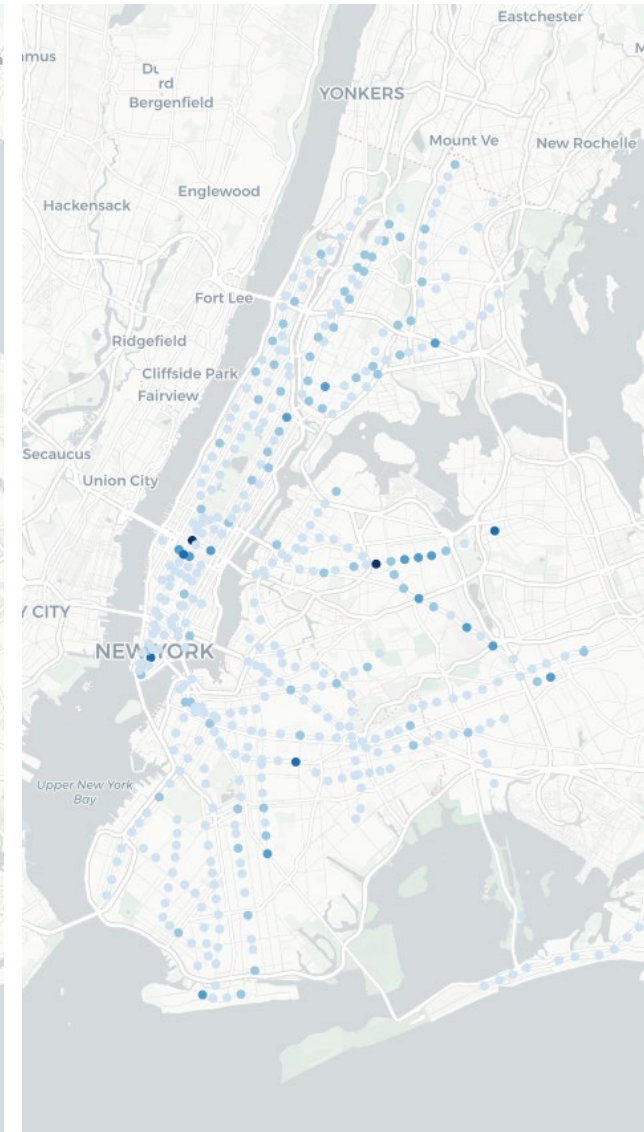 Eastchester
YONKERS
Bergenfield
Mount Ve
New Rochelle
Englewood
Hackensack
Fort Lee
Ridgefield
Cliffside Park
Fairview
Secaucus
Union City
CITY
NEW YORK
Upper New York
Bay